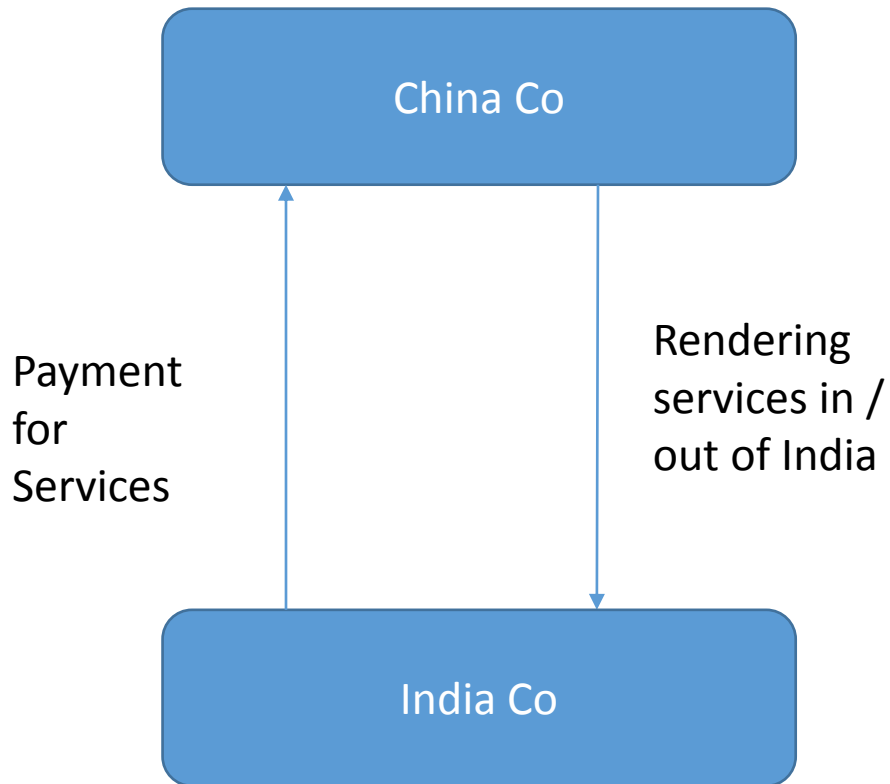 China Co
Payment
for
Services
Rendering
services in /
out of India
India Co